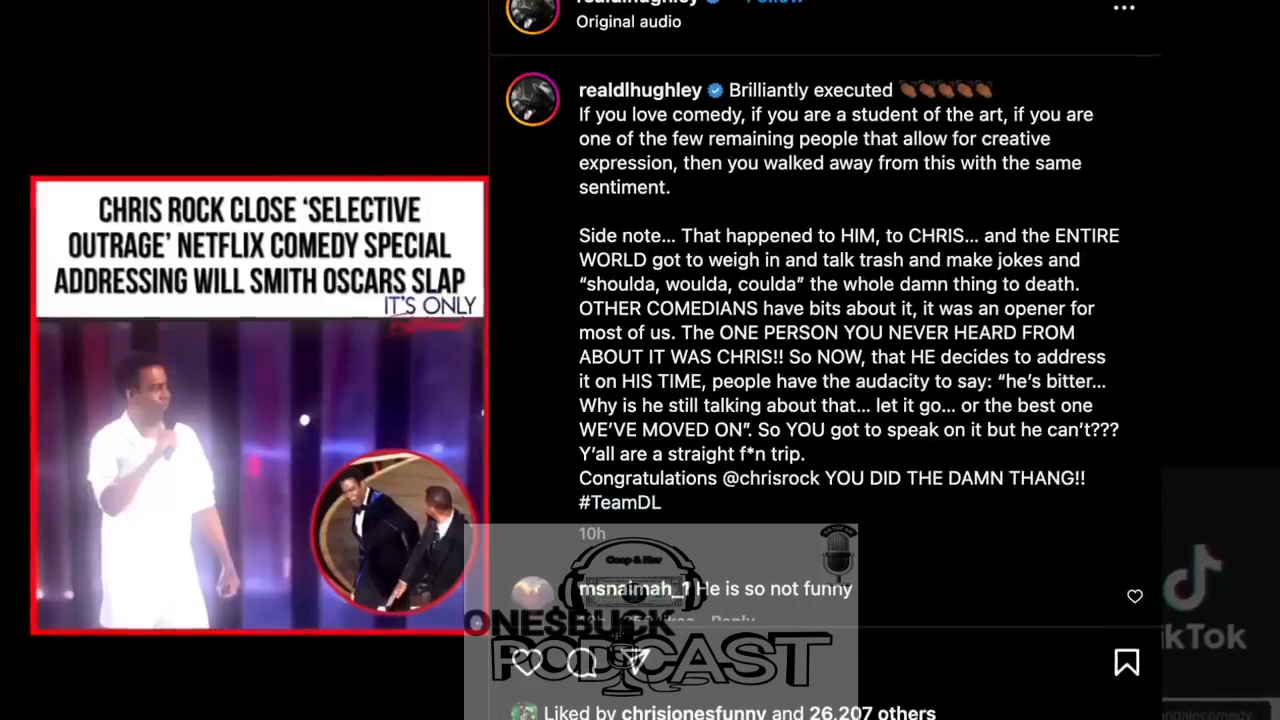 realdlhughley Follow
Original audio
realdlhughley Brilliantly executed
If you love comedy, if you are a student of the art, if you are
one of the few remaining people that allow for creative
expression, then you walked away from this with the same
sentiment.
Side note... That happened to HIM, to CHRIS... and the ENTIRE
WORLD got to weigh in and talk trash and make jokes and
“shoulda, woulda, coulda” the whole damn thing to death.
OTHER COMEDIANS have bits about it, it was an opener for
most of us. The ONE PERSON YOU NEVER HEARD FROM
ABOUT IT WAS CHRIS!! So NOW, that HE decides to address
it on HIS TIME, people have the audacity to say: “he’s bitter...
Why is he still talking about that... let it go... or the best one
WE’VE MOVED ON”. So YOU got to speak on it but he can’t???
Y’all are a straight f*n trip.
Congratulations @chrisrock YOU DID THE DAMN THANG!!
#TeamDL
10h
msnaimah_1 He is so not funny
Reply
Liked by chrisjonesfunny and 26,207 others
CHRIS ROCK CLOSE ‘SELECTIVE
OUTRAGE’ NETFLIX COMEDY SPECIAL
ADDRESSING WILL SMITH OSCARS SLAP
IT'S ONLY
ON THE AIR
Coop & Kev
ONE$BUCK
PODCAST
kTok